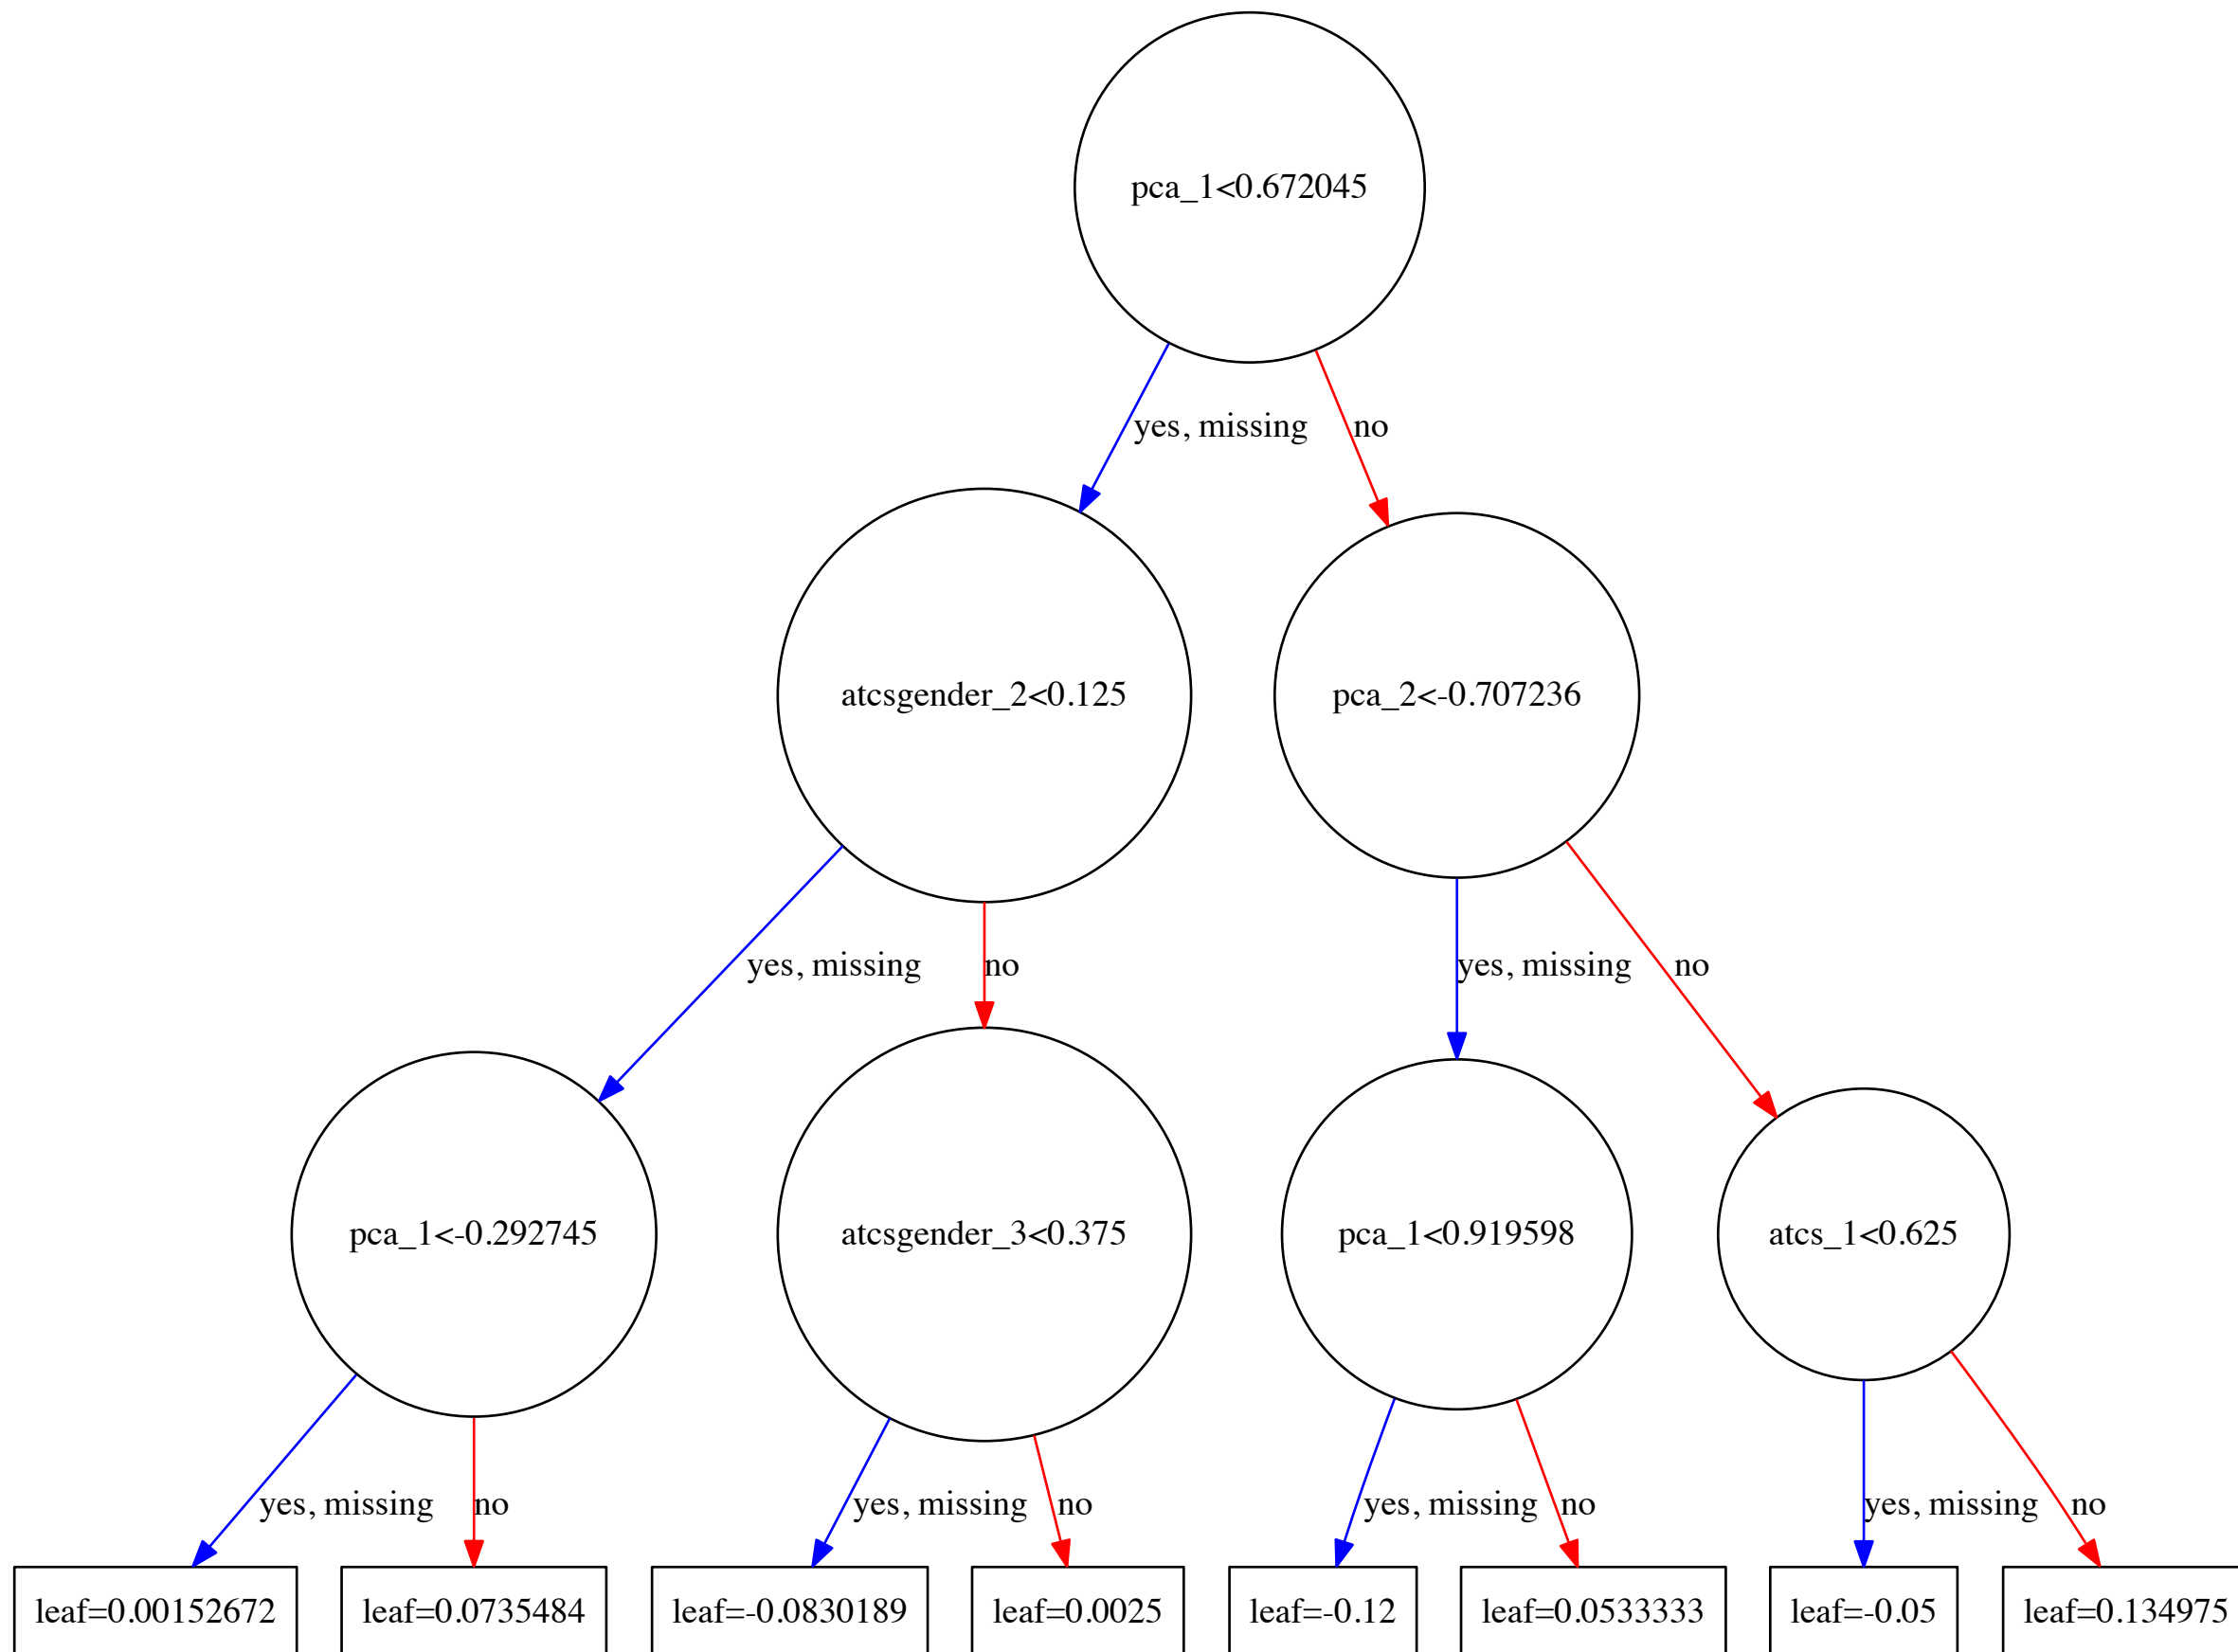 pca_1<0.672045
yes, missing
no
atcsgender_2<0.125
pca_2<-0.707236
yes, missing
no
yes, missing
no
pca_1<-0.292745
atcsgender_3<0.375
pca_1<0.919598
atcs_1<0.625
yes, missing
no
yes, missing
no
yes, missing
no
yes, missing
no
leaf=0.00152672
leaf=0.0735484
leaf=-0.0830189
leaf=0.0025
leaf=-0.12
leaf=0.0533333
leaf=-0.05
leaf=0.134975